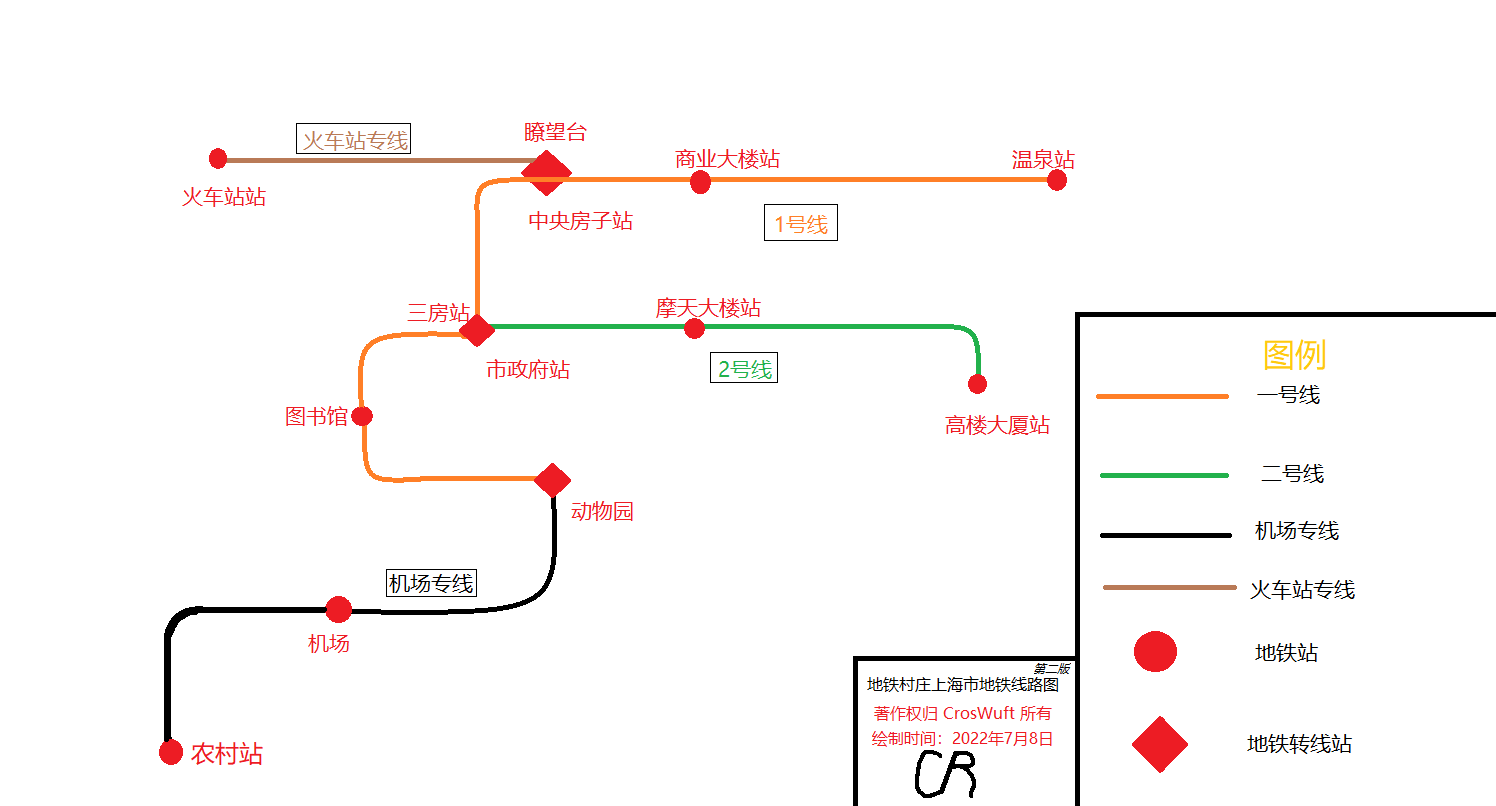 瞭望台
火车站专线
商业大楼站
温泉站
火车站站
中央房子站
1号线
三房站
摩天大楼站
市政府站
2号线
图书馆
高楼大厦站
动物园
机场专线
机场
农村站
图例
一号线
二号线
机场专线
火车站专线
地铁站
地铁转线站
第二版
地铁村庄上海市地铁线路图
著作权归 CrosWuft 所有
绘制时间：2022年7月8日
CR